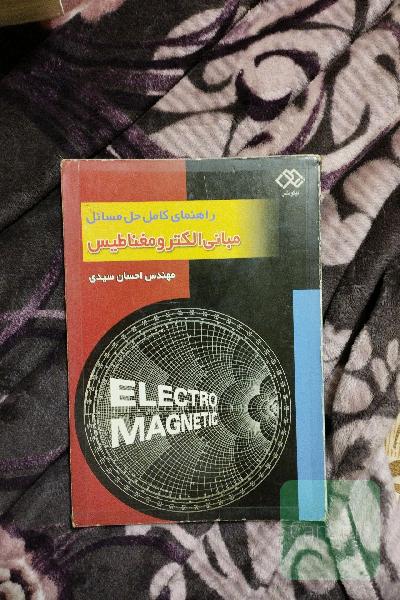 راهنمای کامل حل مسائل
مبانی الکترومغناطیس
مهندس احسان سیدی
ELECTRO
MAGNETIC